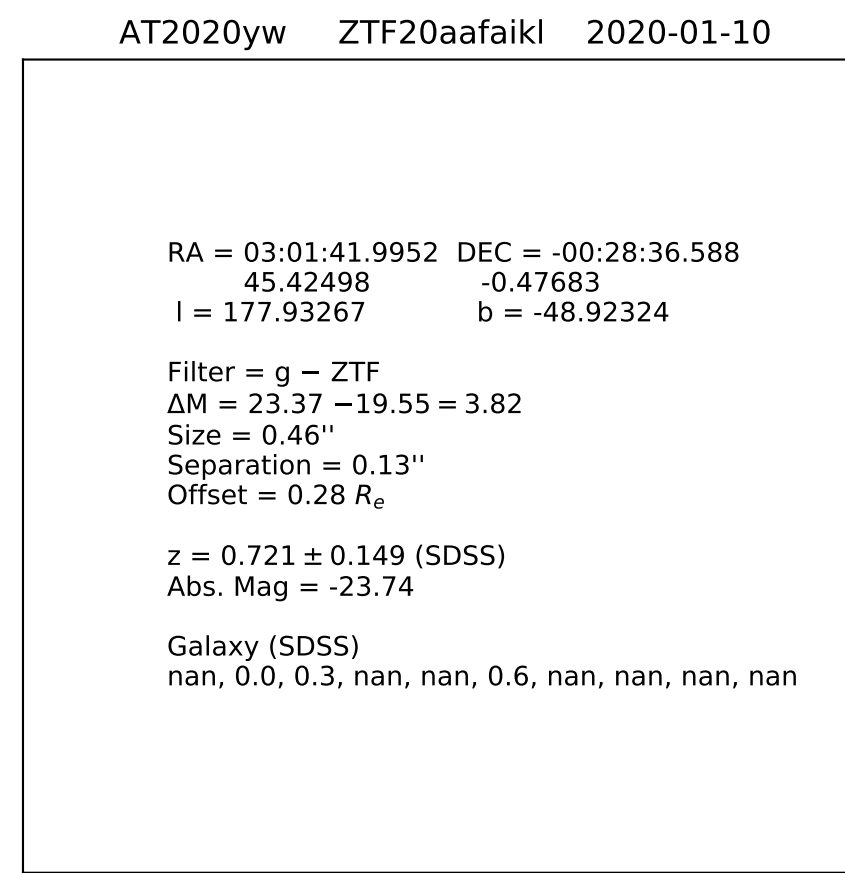 AT2020yw ZTF20aafaikl 2020-01-10
RA = 03:01:41.9952 DEC = -00:28:36.588
45.42498 -0.47683
l = 177.93267 b = -48.92324
Filter = g − ZTF
ΔM = 23.37 −19.55 = 3.82
Size = 0.46''
Separation = 0.13''
Offset = 0.28 Rₑ
z = 0.721 ± 0.149 (SDSS)
Abs. Mag = -23.74
Galaxy (SDSS)
nan, 0.0, 0.3, nan, nan, 0.6, nan, nan, nan, nan